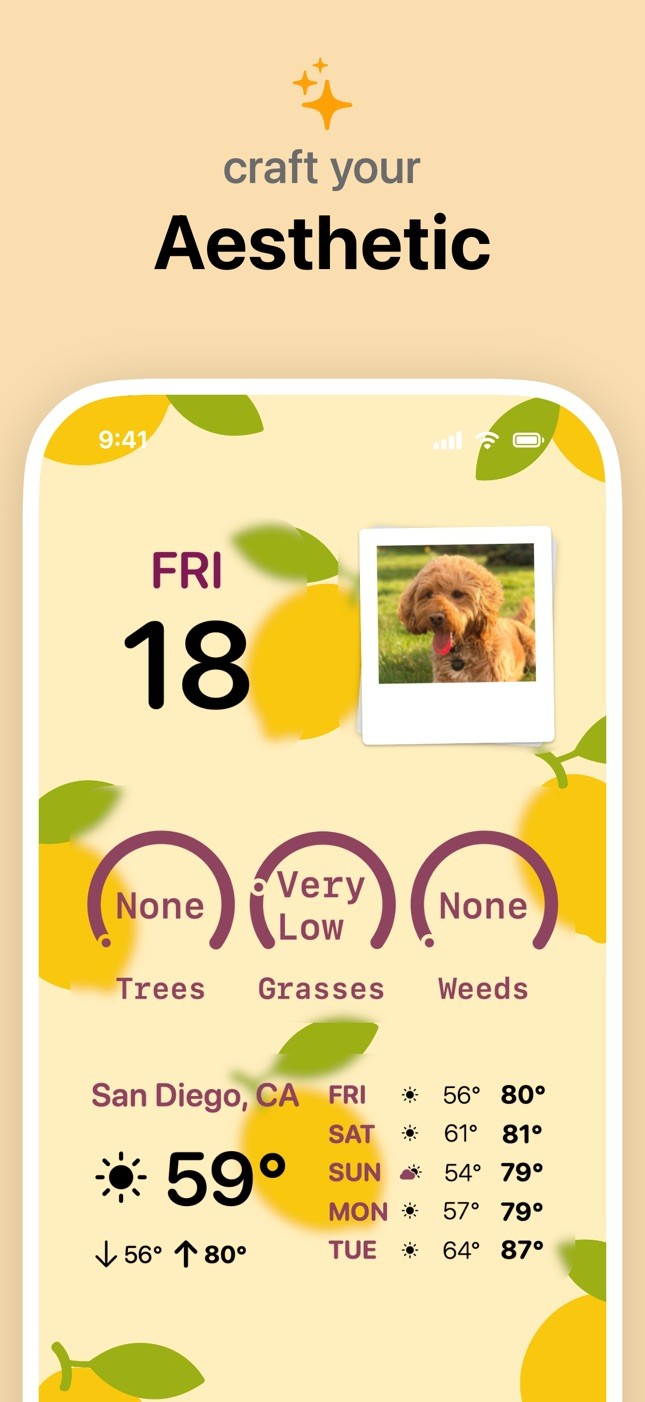 craft your
Aesthetic
9:41
FRI
18
None
Very
Low
None
Trees
Grasses
Weeds
San Diego, CA
59°
↓ 56° ↑ 80°
FRI 56° 80°
SAT 61° 81°
SUN 54° 79°
MON 57° 79°
TUE 64° 87°